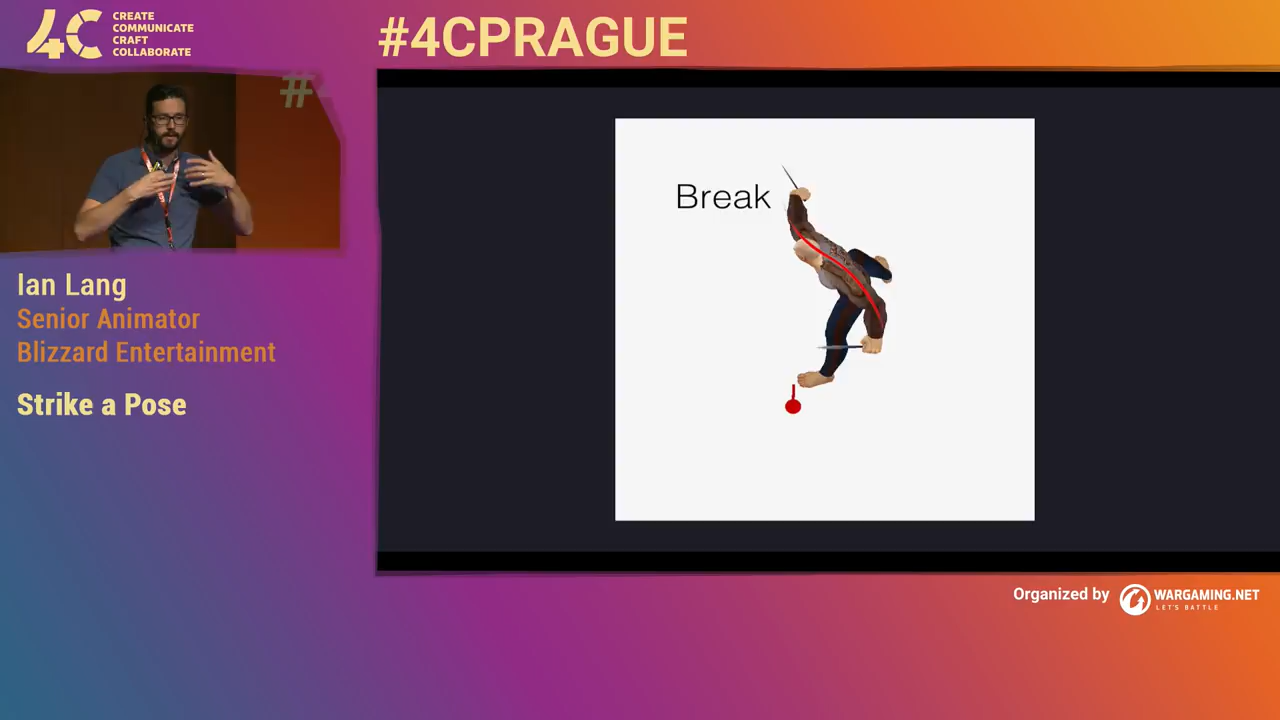 4C
CREATE
COMMUNICATE
CRAFT
COLLABORATE
#4CPRAGUE
#
Break
Ian Lang
Senior Animator
Blizzard Entertainment
Strike a Pose
Organized by
WARGAMING.NET
LET'S BATTLE